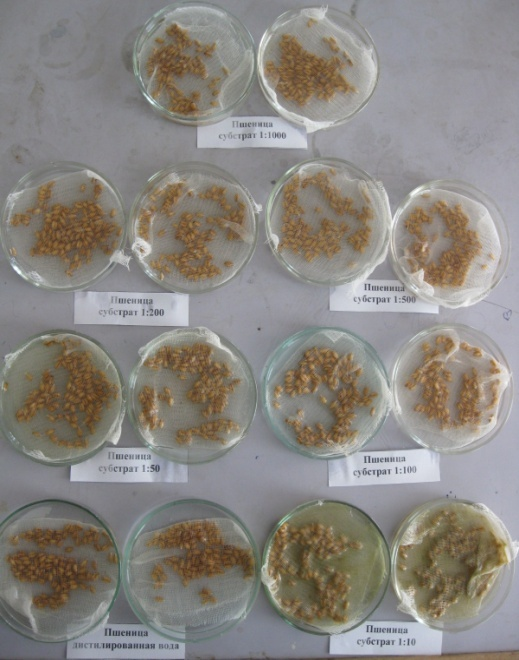 Пшеница
субстрат 1:1000
Пшеница
субстрат 1:200
Пшеница
субстрат 1:500
Пшеница
субстрат 1:50
Пшеница
субстрат 1:100
Пшеница
дистилированная вода
Пшеница
субстрат 1:10